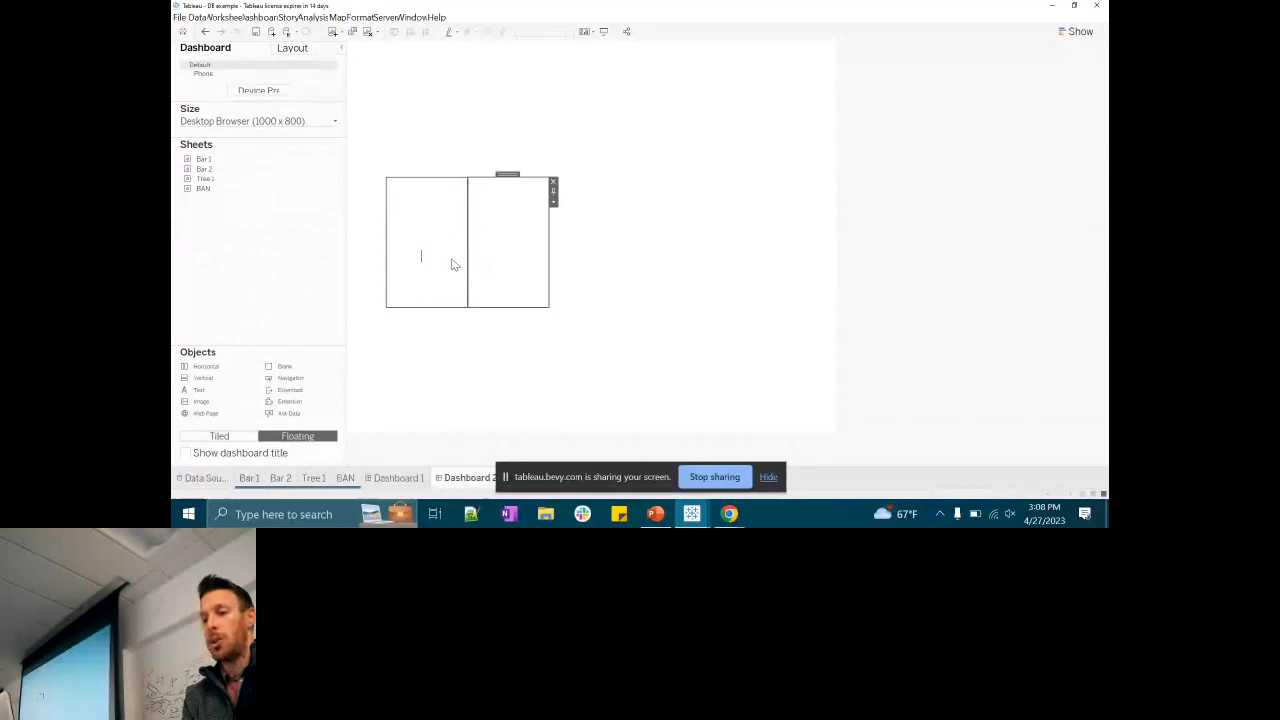 Tableau - DB example - Tableau license expires in 14 days
File Data Worksheet Dashboard Story Analysis Map Format Server Window Help
Show
Dashboard
Layout
Default
Phone
Device Pre
Size
Desktop Browser (1000 x 800)
Sheets
Bar 1
Bar 2
Tree 1
BAN
Objects
Horizontal
Blank
Vertical
Navigation
Text
Download
Image
Extension
Web Page
Ask Data
Tiled
Floating
Show dashboard title
Data Sou...
Bar 1
Bar 2
Tree 1
BAN
Dashboard 1
Dashboard 2
tableau.bevy.com is sharing your screen.
Stop sharing
Hide
Type here to search
67°F
3:08 PM
4/27/2023